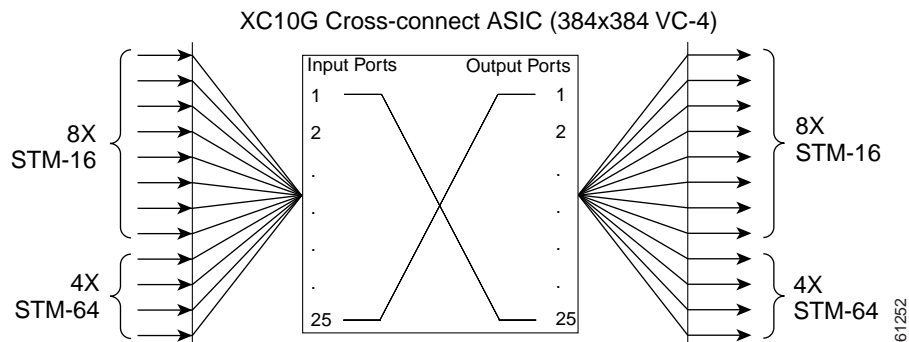 XC10G Cross-connect ASIC (384x384 VC-4)
Input Ports
Output Ports
1
1
2
2
.
.
.
.
.
.
.
.
25
25
8X
STM-16
4X
STM-64
8X
STM-16
4X
STM-64
61252